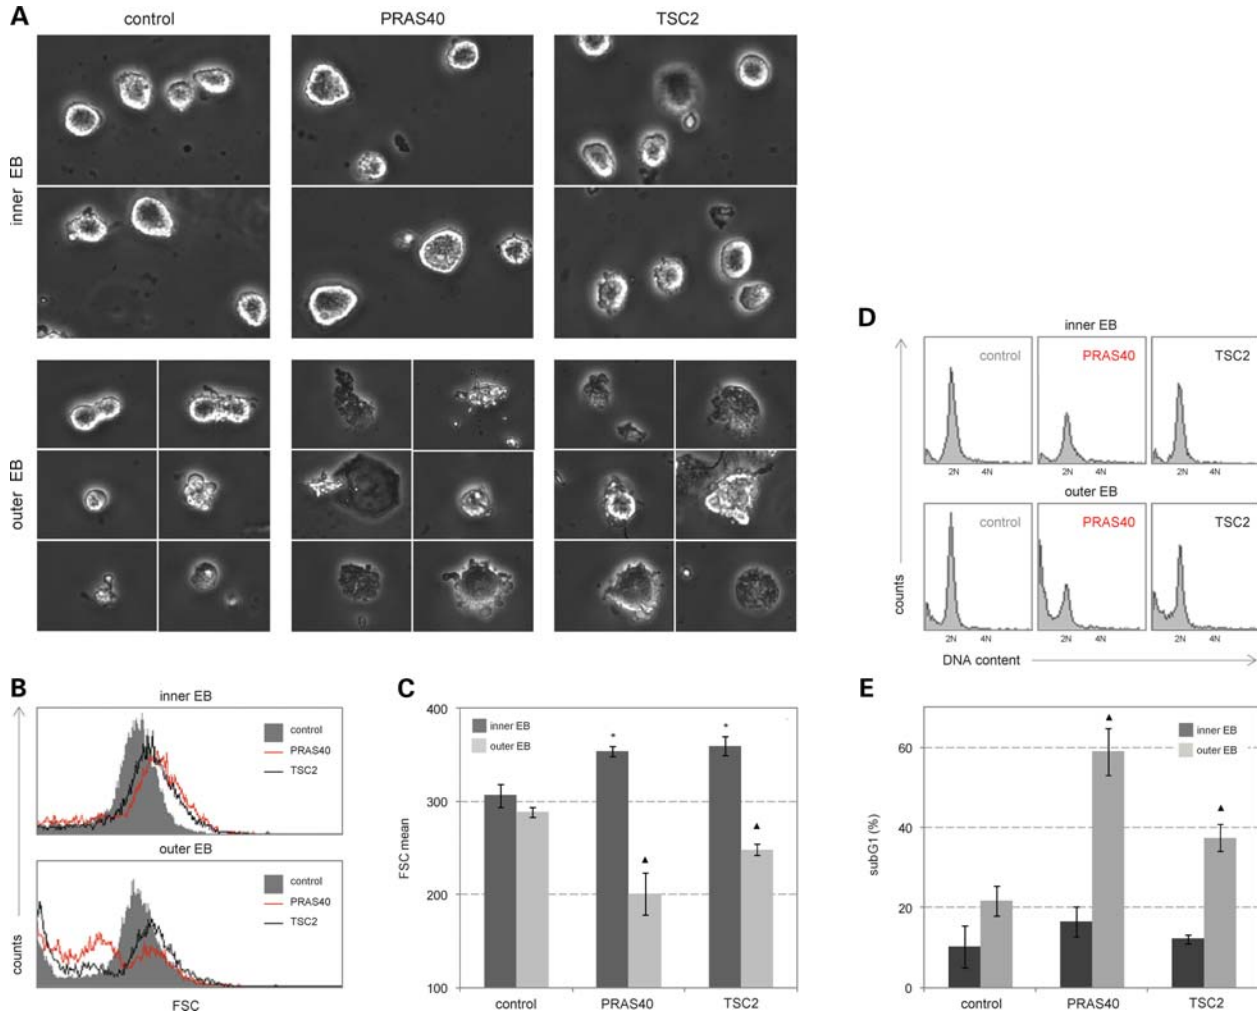 A
control PRAS40 TSC2
inner EB
outer EB
B
inner EB
control
PRAS40
TSC2
outer EB
control
PRAS40
TSC2
counts
FSC
C
400
300
200
100
FSC mean
inner EB
outer EB
* *
▲ ▲
control PRAS40 TSC2
D
inner EB
control PRAS40 TSC2
2N 4N 2N 4N 2N 4N
outer EB
control PRAS40 TSC2
2N 4N 2N 4N 2N 4N
counts
DNA content
E
60
40
20
0
subG1 (%)
inner EB
outer EB
▲ ▲
control PRAS40 TSC2